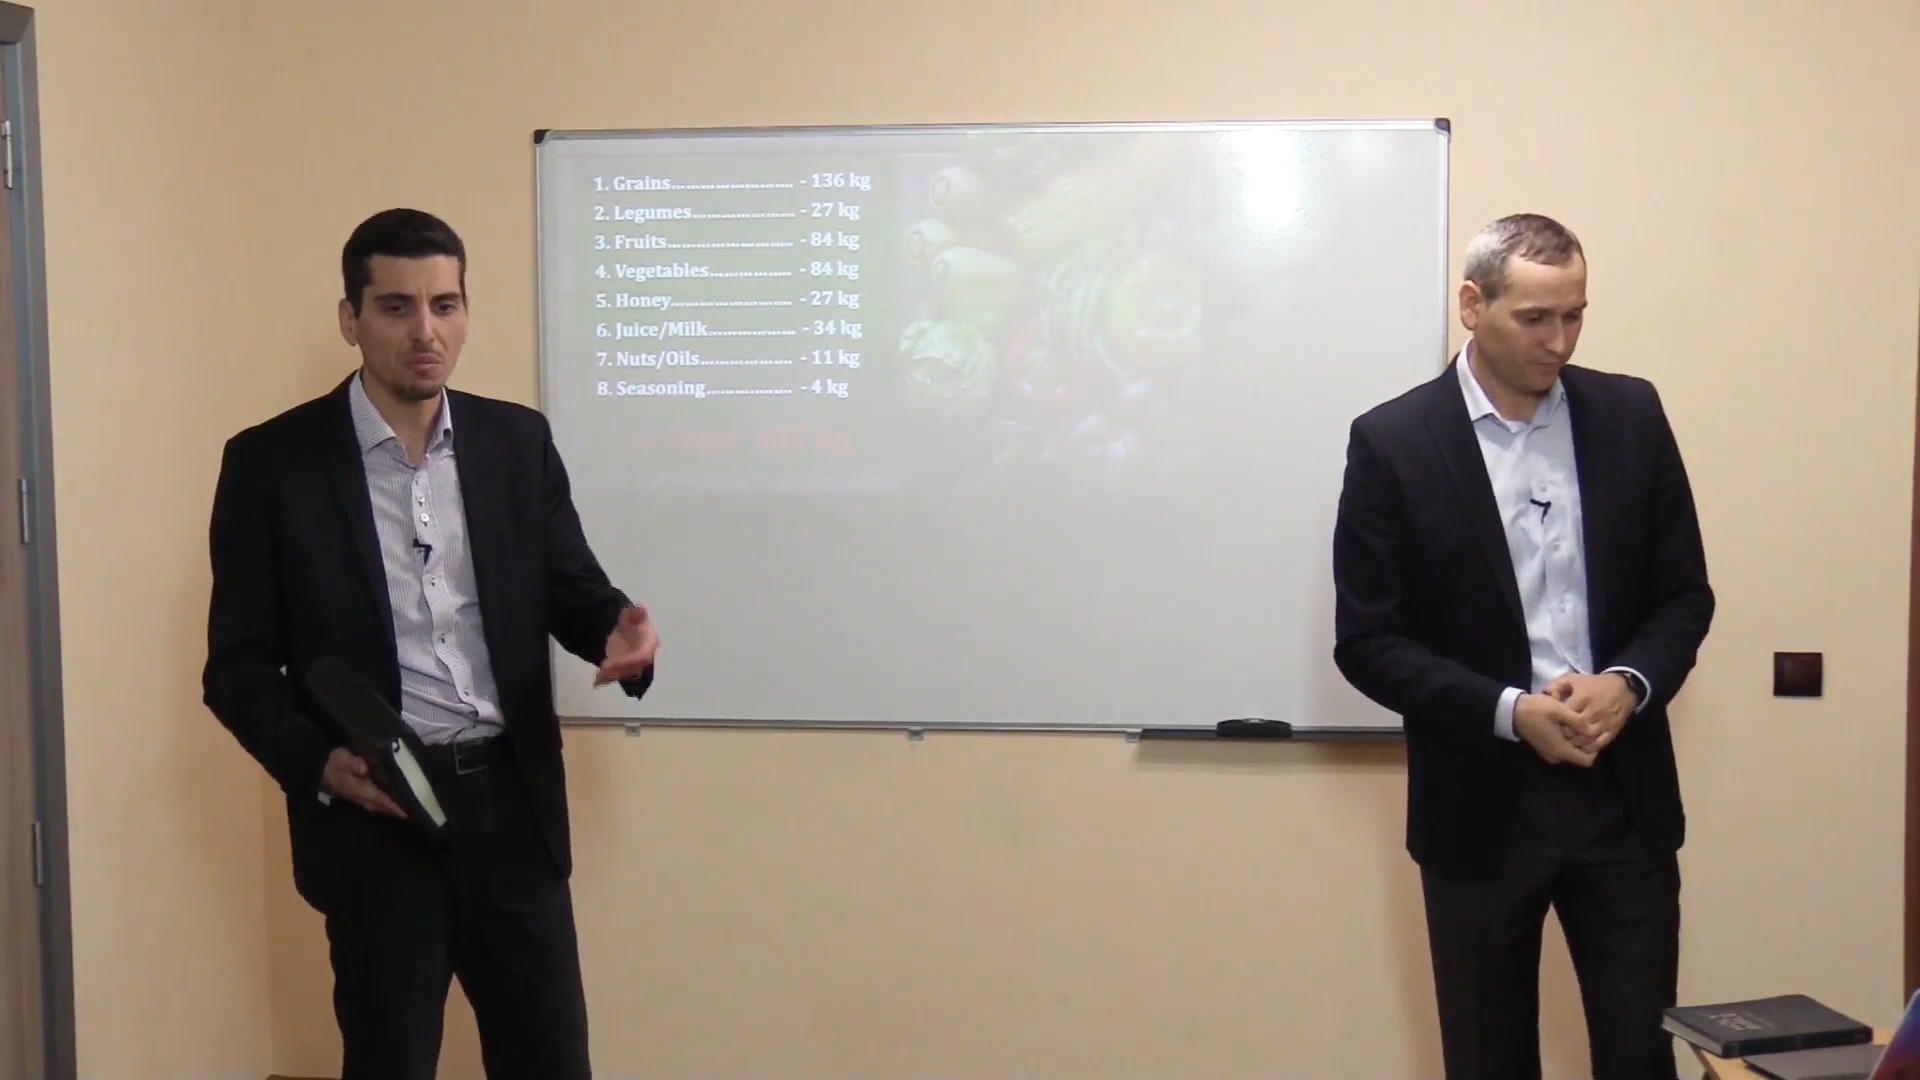 1. Grains........................ - 136 kg
2. Legumes.................... - 27 kg
3. Fruits......................... - 84 kg
4. Vegetables................ - 84 kg
5. Honey........................ - 27 kg
6. Juice/Milk................. - 34 kg
7. Nuts/Oils.................. - 11 kg
8. Seasoning................. - 4 kg